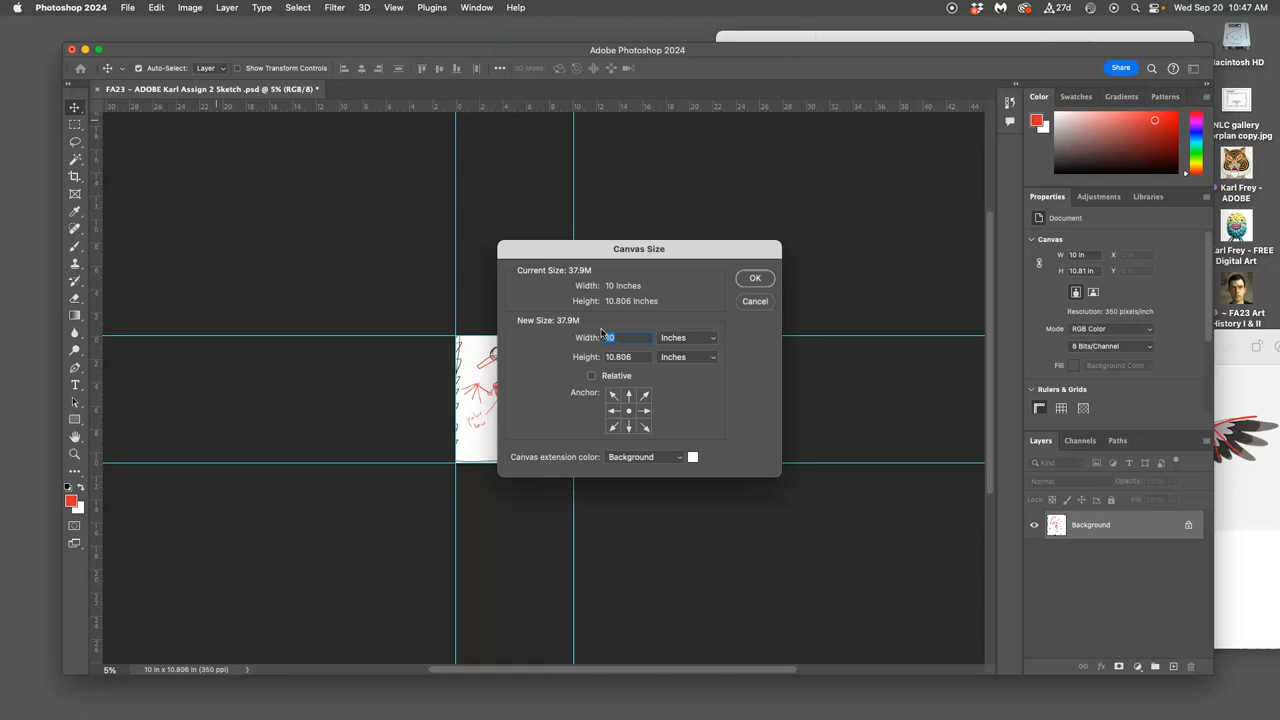 Photoshop 2024 File Edit Image Layer Type Select Filter 3D View Plugins Window Help 27d Wed Sep 20 10:47 AM
Adobe Photoshop 2024
Auto-Select: Layer Show Transform Controls 3D Mode: Share
FA23 ~ ADOBE Karl Assign 2 Sketch .psd @ 5% (RGB/8) *
Color Swatches Gradients Patterns
Properties Adjustments Libraries
Document
Canvas
W 10 in X
H 10.81 in Y
Resolution: 350 pixels/inch
Mode RGB Color
8 Bits/Channel
Fill Background Color
Rulers & Grids
Layers Channels Paths
Kind
Normal Opacity: 100%
Lock: Fill:
Background
Canvas Size
Current Size: 37.9M
Width: 10 Inches
Height: 10.806 Inches
OK
Cancel
New Size: 37.9M
Width: 10 Inches
Height: 10.806 Inches
Relative
Anchor:
Canvas extension color: Background
5% 10 in x 10.806 in (350 ppi)
acintosh HD
NLC gallery
orplan copy.jpg
Karl Frey -
ADOBE
Karl Frey - FREE
Digital Art
~ FA23 Art
History I & II